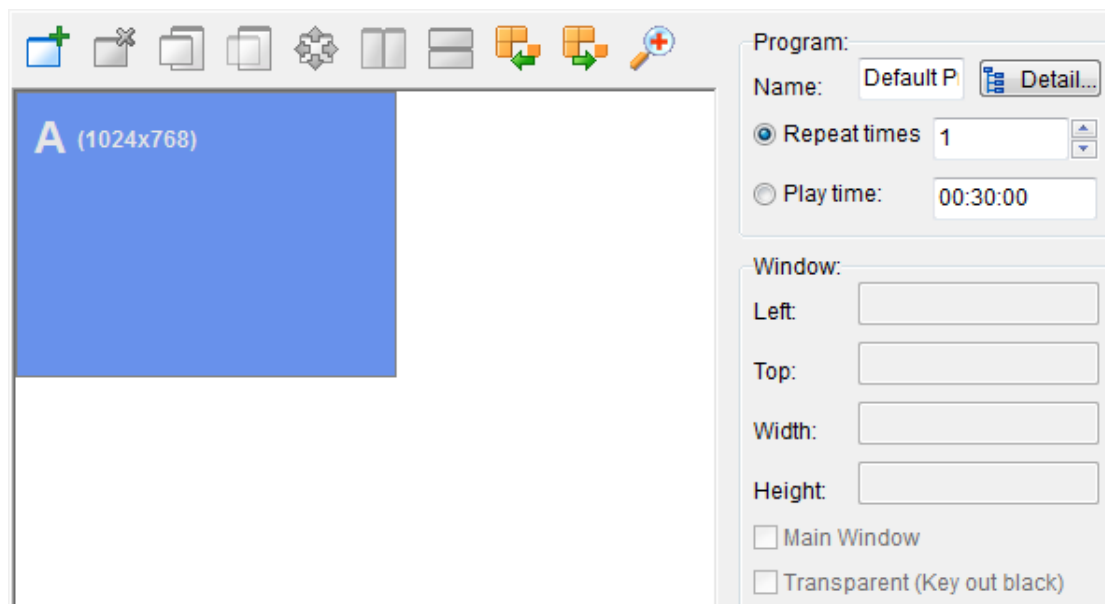 A (1024x768)
Program:
Name: Default P Detail...
Repeat times 1
Play time: 00:30:00
Window:
Left:
Top:
Width:
Height:
Main Window
Transparent (Key out black)